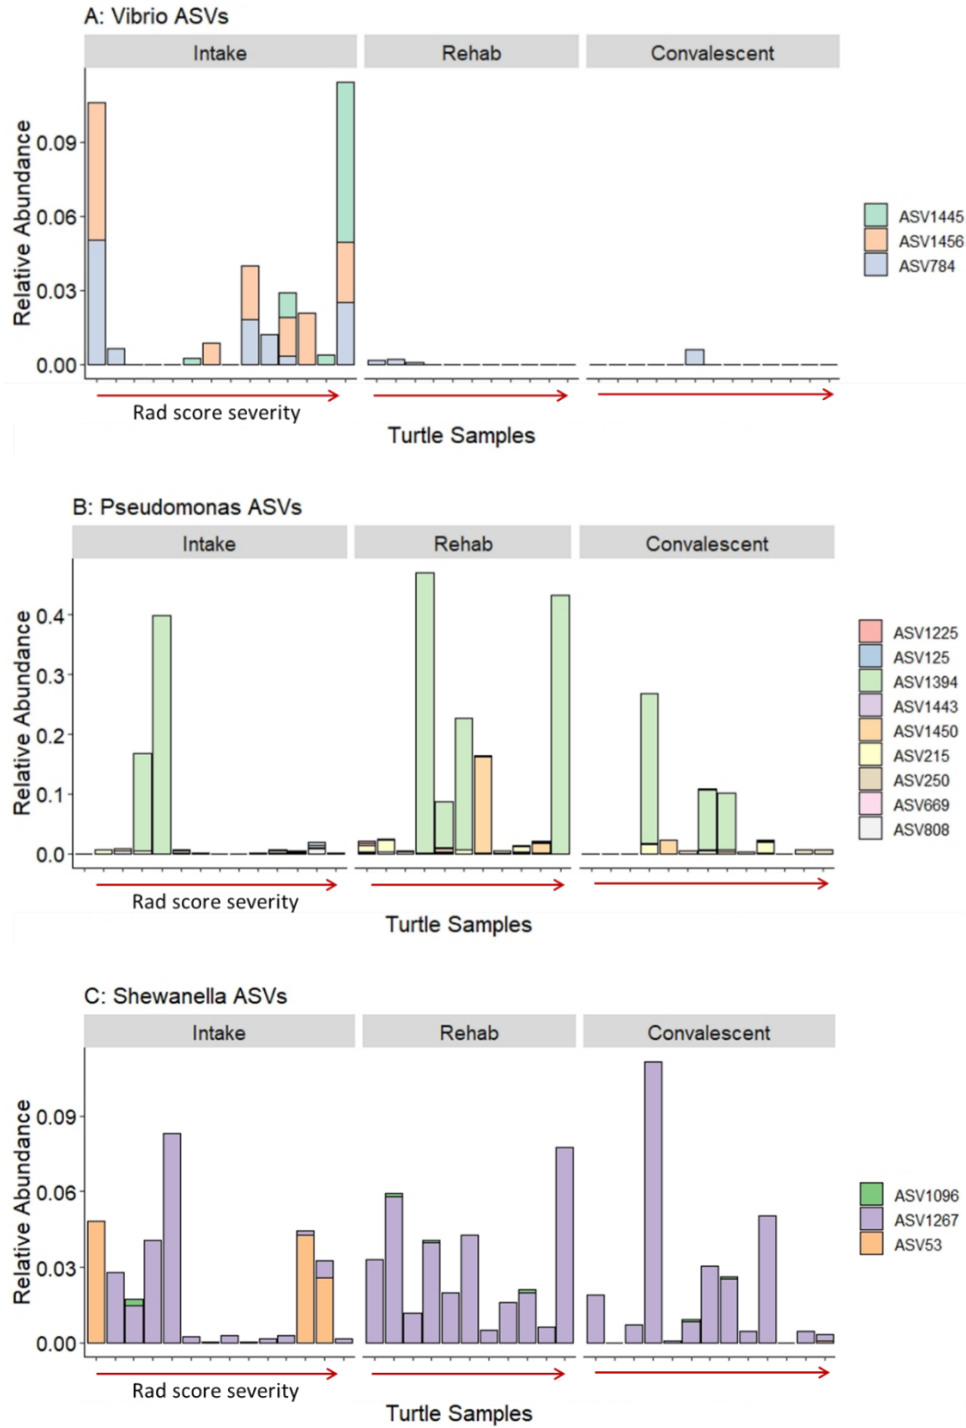 A: Vibrio ASVs
Intake Rehab Convalescent
Relative Abundance
0.09
0.06
0.03
0.00
ASV1445
ASV1456
ASV784
Rad score severity
Turtle Samples
B: Pseudomonas ASVs
Intake Rehab Convalescent
Relative Abundance
0.4
0.3
0.2
0.1
0.0
ASV1225
ASV125
ASV1394
ASV1443
ASV1450
ASV215
ASV250
ASV669
ASV808
Rad score severity
Turtle Samples
C: Shewanella ASVs
Intake Rehab Convalescent
Relative Abundance
0.09
0.06
0.03
0.00
ASV1096
ASV1267
ASV53
Rad score severity
Turtle Samples